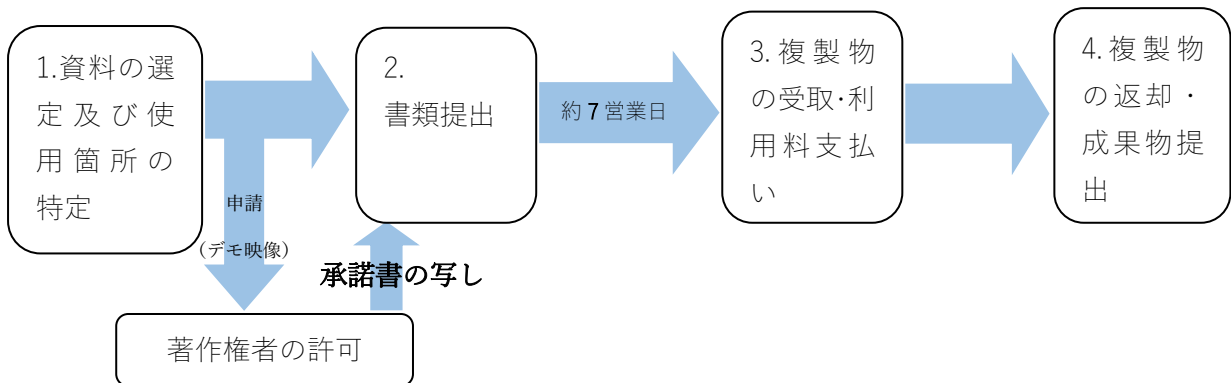 1.資料の選
定及び使
用箇所の
特定
2.
書類提出
約7営業日
3.複製物
の受取・利
用料支払
い
4.複製物
の返却・
成果物提
出
申請
（デモ映像）
承諾書の写し
著作権者の許可